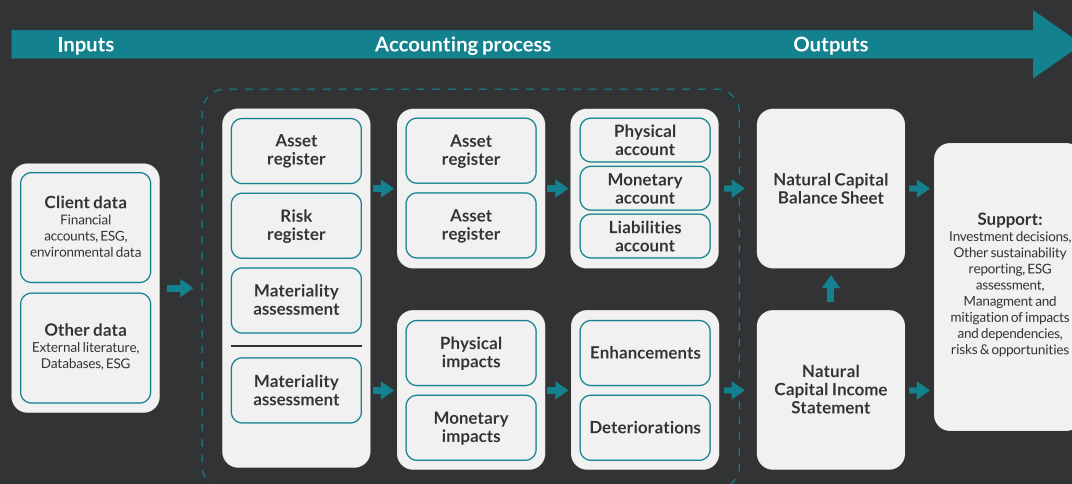 Inputs
Accounting process
Outputs
Client data
Financial
accounts, ESG,
environmental data
Other data
External literature,
Databases, ESG
Asset
register
Risk
register
Materiality
assessment
Materiality
assessment
Asset
register
Asset
register
Physical
account
Monetary
account
Liabilities
account
Physical
impacts
Monetary
impacts
Enhancements
Deteriorations
Natural Capital
Balance Sheet
Natural
Capital Income
Statement
Support:
Investment decisions,
Other sustainability
reporting, ESG
assessment,
Managment and
mitigation of impacts
and dependencies,
risks & opportunities